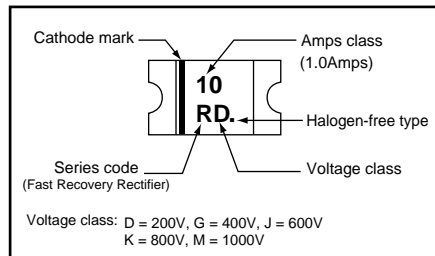 Cathode mark
Amps class
(1.0Amps)
10
RD.
Halogen-free type
Series code
(Fast Recovery Rectifier)
Voltage class
Voltage class: D = 200V, G = 400V, J = 600V
K = 800V, M = 1000V